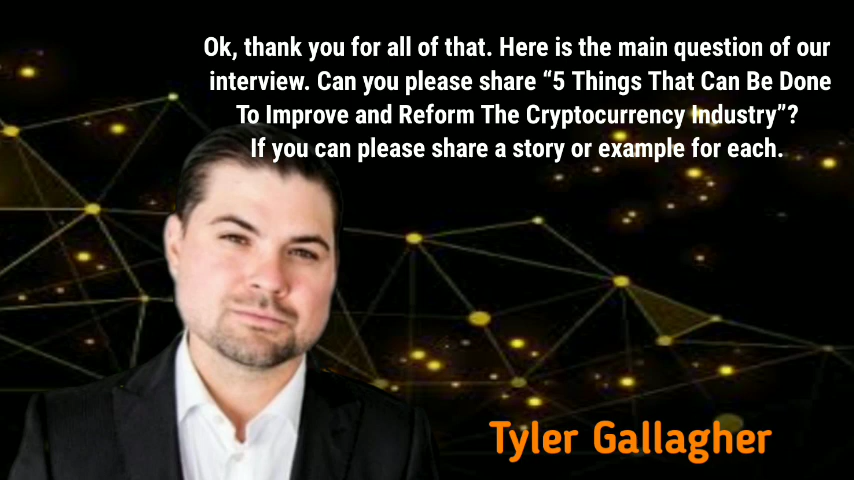 Ok, thank you for all of that. Here is the main question of our
interview. Can you please share “5 Things That Can Be Done
To Improve and Reform The Cryptocurrency Industry”?
If you can please share a story or example for each.
Tyler Gallagher